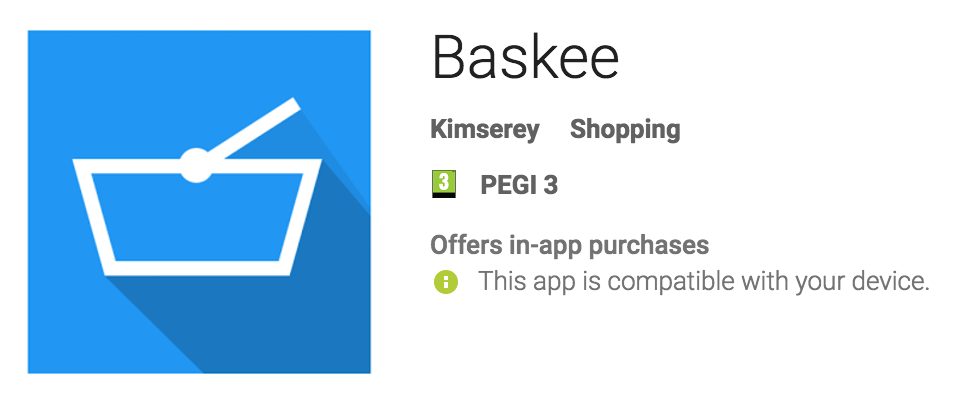 Baskee
Kimserey Shopping
3 PEGI 3
Offers in-app purchases
This app is compatible with your device.